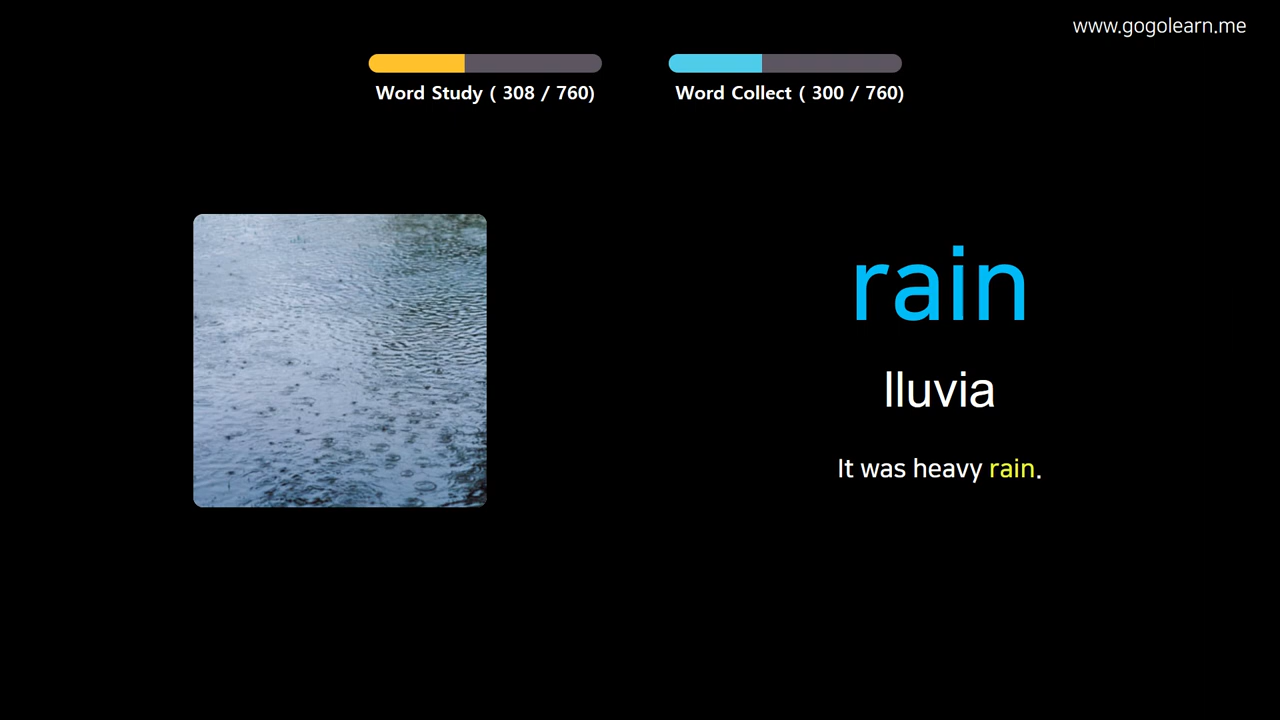 www.gogolearn.me
Word Study ( 308 / 760)
Word Collect ( 300 / 760)
rain
lluvia
It was heavy rain.